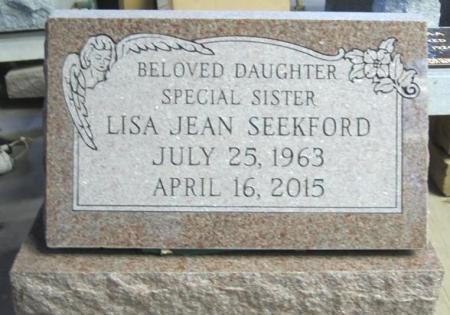 BELOVED DAUGHTER
SPECIAL SISTER
LISA JEAN SEEKFORD
JULY 25, 1963
APRIL 16, 2015